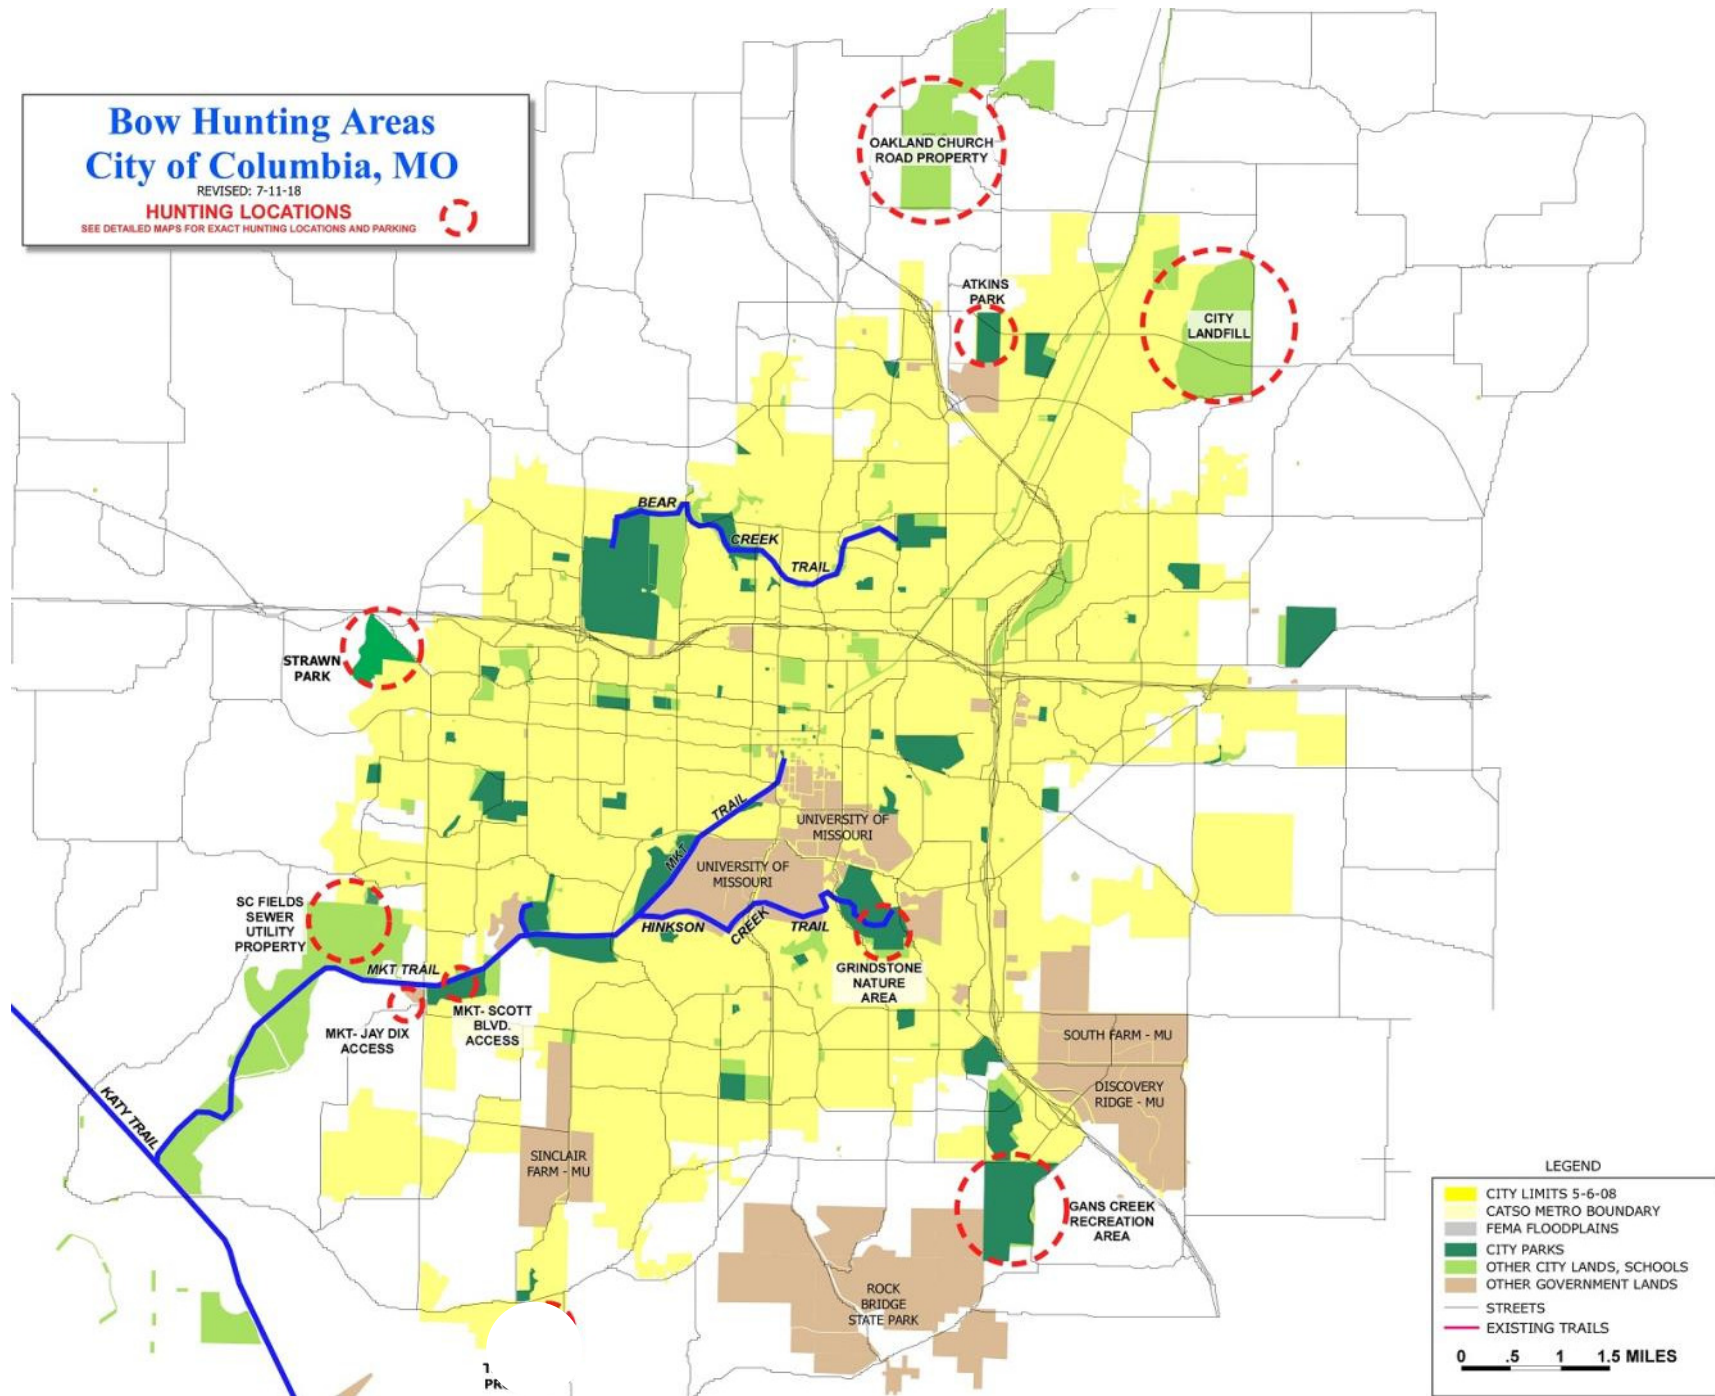 Bow Hunting Areas
City of Columbia, MO
REVISED: 7-11-18
HUNTING LOCATIONS
SEE DETAILED MAPS FOR EXACT HUNTING LOCATIONS AND PARKING
OAKLAND CHURCH
ROAD PROPERTY
ATKINS
PARK
CITY
LANDFILL
BEAR
CREEK
TRAIL
STRAWN
PARK
TRAIL
MKT
UNIVERSITY OF
MISSOURI
UNIVERSITY OF
MISSOURI
SC FIELDS
SEWER
UTILITY
PROPERTY
HINKSON
CREEK
TRAIL
MKT TRAIL
GRINDSTONE
NATURE
AREA
MKT- SCOTT
BLVD.
ACCESS
MKT- JAY DIX
ACCESS
SOUTH FARM - MU
DISCOVERY
RIDGE - MU
KATY TRAIL
SINCLAIR
FARM - MU
GANS CREEK
RECREATION
AREA
ROCK
BRIDGE
STATE PARK
LEGEND
CITY LIMITS 5-6-08
CATSO METRO BOUNDARY
FEMA FLOODPLAINS
CITY PARKS
OTHER CITY LANDS, SCHOOLS
OTHER GOVERNMENT LANDS
STREETS
EXISTING TRAILS
0 .5 1 1.5 MILES